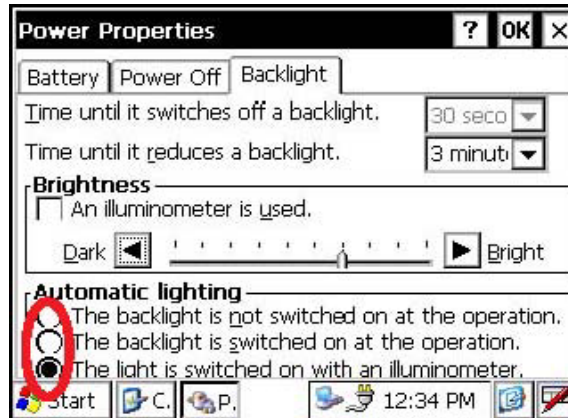 Power Properties ? OK ×
Battery Power Off Backlight
Time until it switches off a backlight. 30 seco
Time until it reduces a backlight. 3 minut
Brightness
An illuminometer is used.
Dark Bright
Automatic lighting
The backlight is not switched on at the operation.
The backlight is switched on at the operation.
The light is switched on with an illuminometer.
Start C. P. 12:34 PM